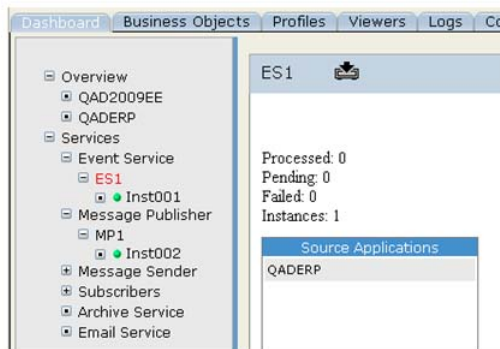 Dashboard Business Objects Profiles Viewers Logs
Overview
QAD2009EE
QADERP
Services
Event Service
ES1
Inst001
Message Publisher
MP1
Inst002
Message Sender
Subscribers
Archive Service
Email Service
ES1
Processed: 0
Pending: 0
Failed: 0
Instances: 1
Source Applications
QADERP